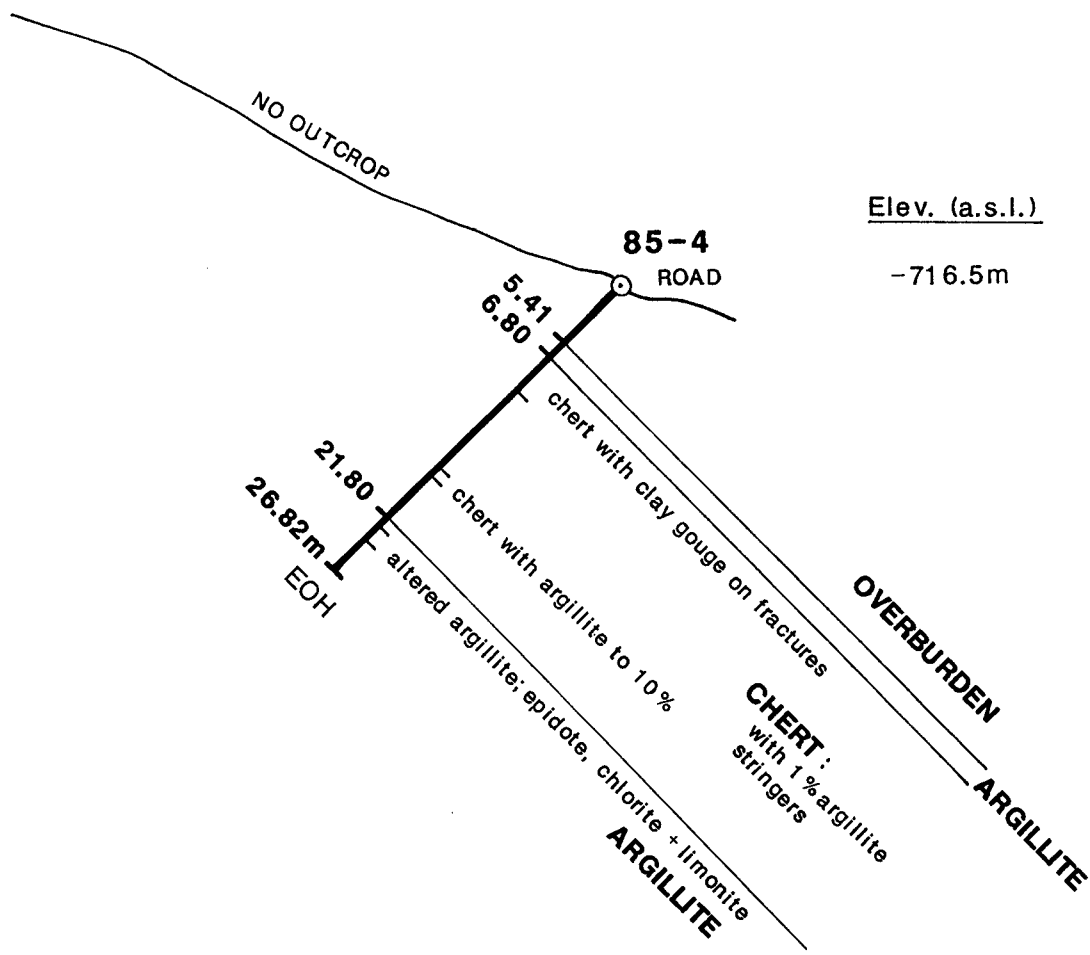 NO OUTCROP
Elev. (a.s.l.)
85-4
ROAD
-716.5m
5.41
6.80
21.80
26.82m
EOH
chert with clay gouge on fractures
chert with argillite to 10%
altered argillite; epidote, chlorite + limonite
OVERBURDEN
ARGILLITE
CHERT:
with 1% argillite
stringers
ARGILLITE